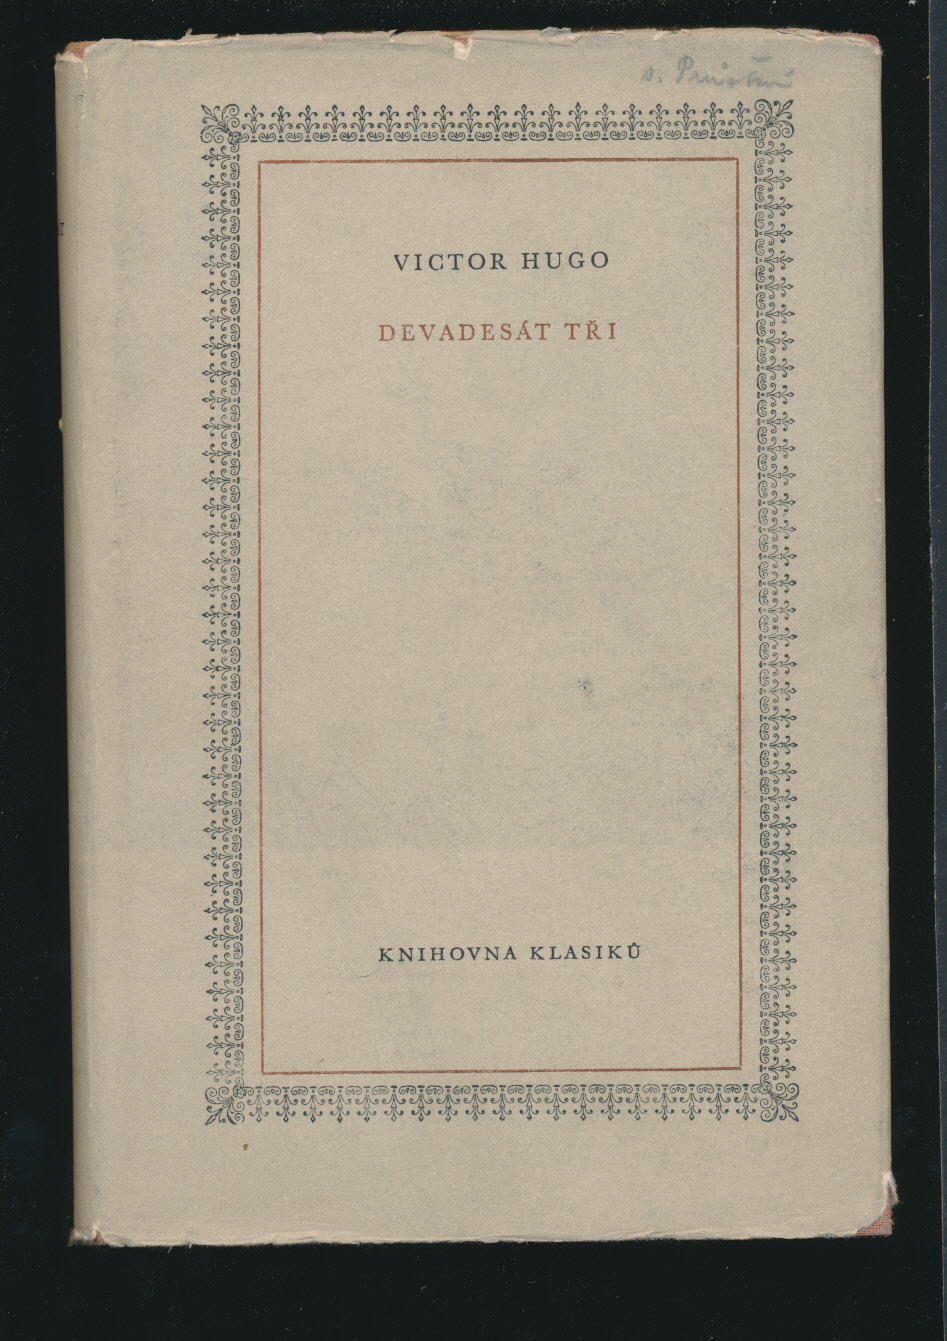 VICTOR HUGO
DEVADESÁT TŘI
KNIHOVNA KLASIKŮ